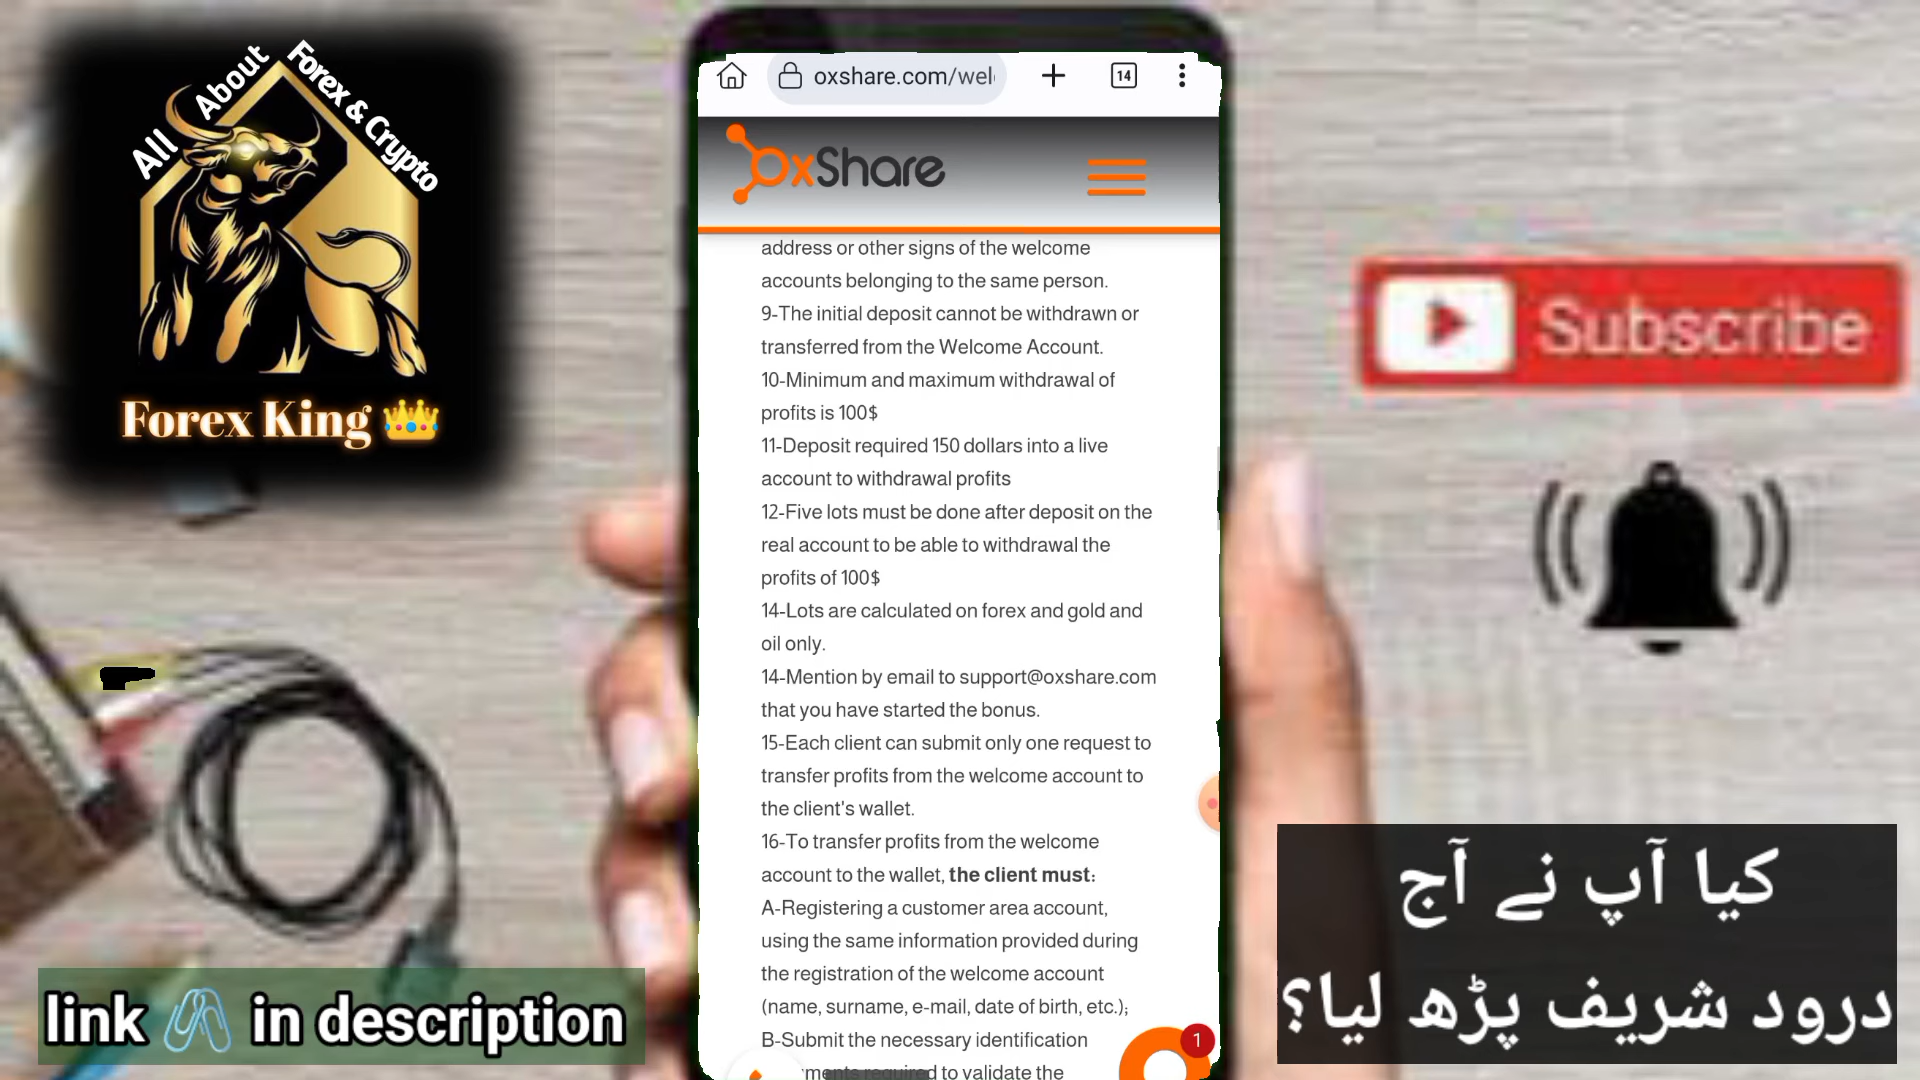 All About Forex & Crypto
Forex King
link in description
14
oxshare.com/wel
OxShare
address or other signs of the welcome
accounts belonging to the same person.
9-The initial deposit cannot be withdrawn or
transferred from the Welcome Account.
10-Minimum and maximum withdrawal of
profits is 100$
11-Deposit required 150 dollars into a live
account to withdrawal profits
12-Five lots must be done after deposit on the
real account to be able to withdrawal the
profits of 100$
14-Lots are calculated on forex and gold and
oil only.
14-Mention by email to support@oxshare.com
that you have started the bonus.
15-Each client can submit only one request to
transfer profits from the welcome account to
the client's wallet.
16-To transfer profits from the welcome
account to the wallet, the client must:
A-Registering a customer area account,
using the same information provided during
the registration of the welcome account
(name, surname, e-mail, date of birth, etc.);
B-Submit the necessary identification
required to validate the
1
Subscribe
کیا آپ نے آج
درود شریف پڑھ لیا؟